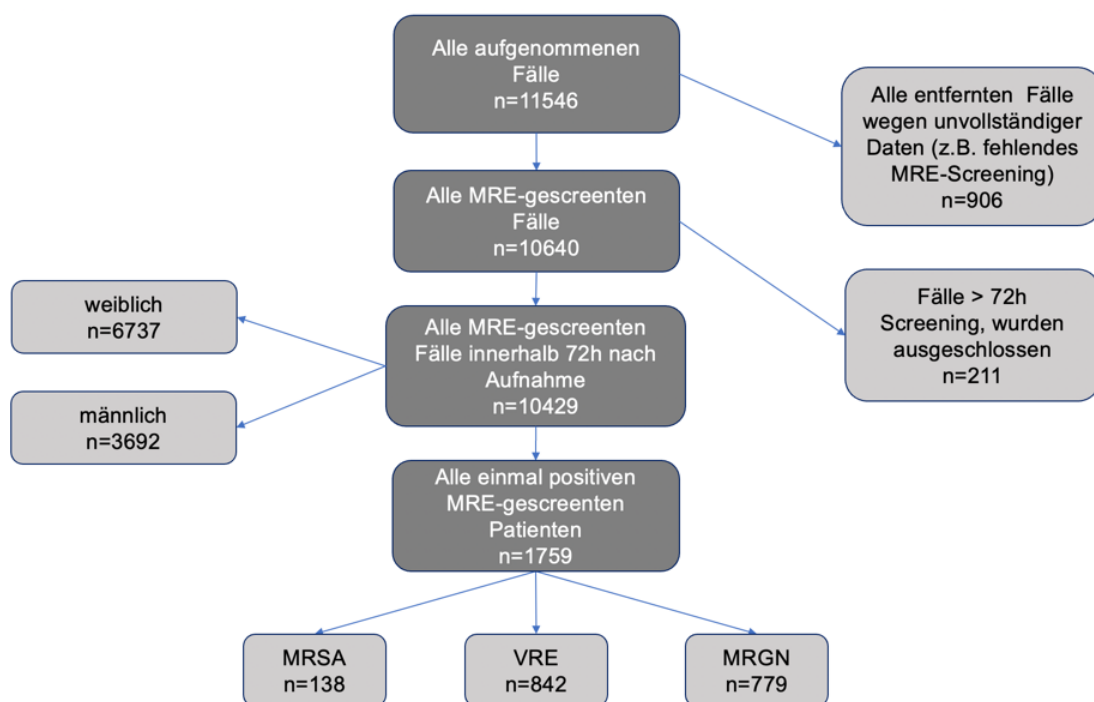 Alle aufgenommenen
Fälle
n=11546
Alle entfernten Fälle
wegen unvollständiger
Daten (z.B. fehlendes
MRE-Screening)
n=906
Alle MRE-gescreenten
Fälle
n=10640
Fälle > 72h
Screening, wurden
ausgeschlossen
n=211
weiblich
n=6737
Alle MRE-gescreenten
Fälle innerhalb 72h nach
Aufnahme
n=10429
männlich
n=3692
Alle einmal positiven
MRE-gescreenten
Patienten
n=1759
MRSA
n=138
VRE
n=842
MRGN
n=779